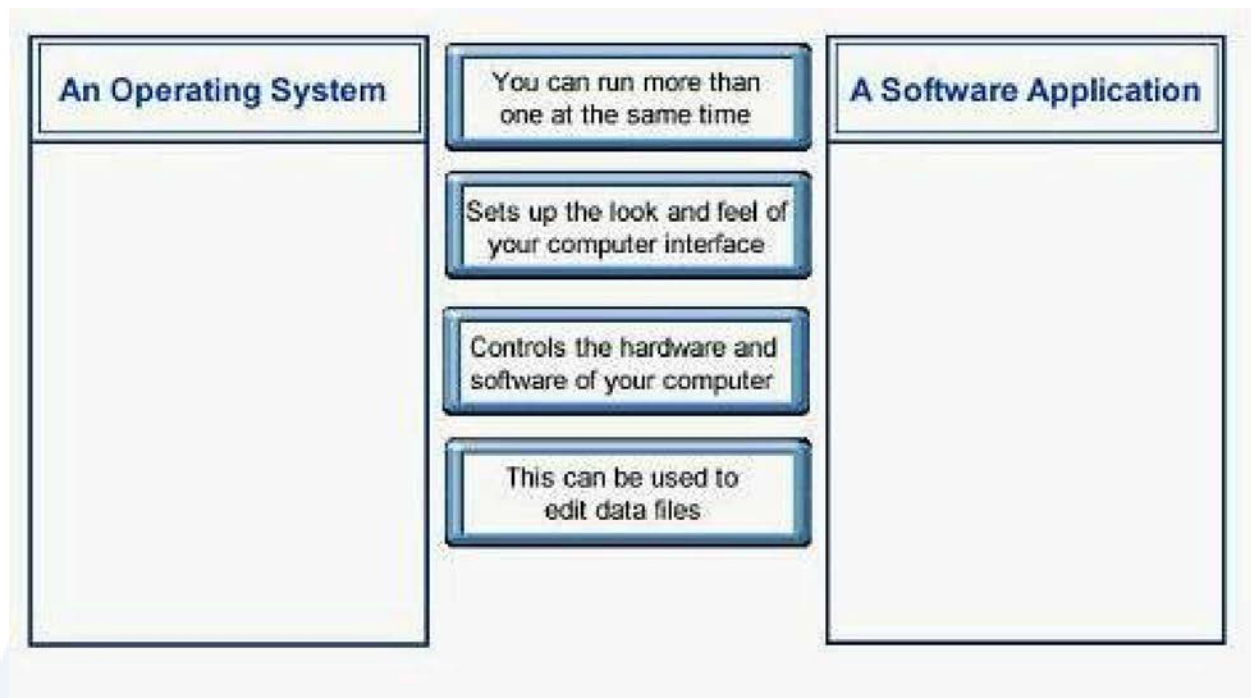 An Operating System
You can run more than
one at the same time
A Software Application
Sets up the look and feel of
your computer interface
Controls the hardware and
software of your computer
This can be used to
edit data files